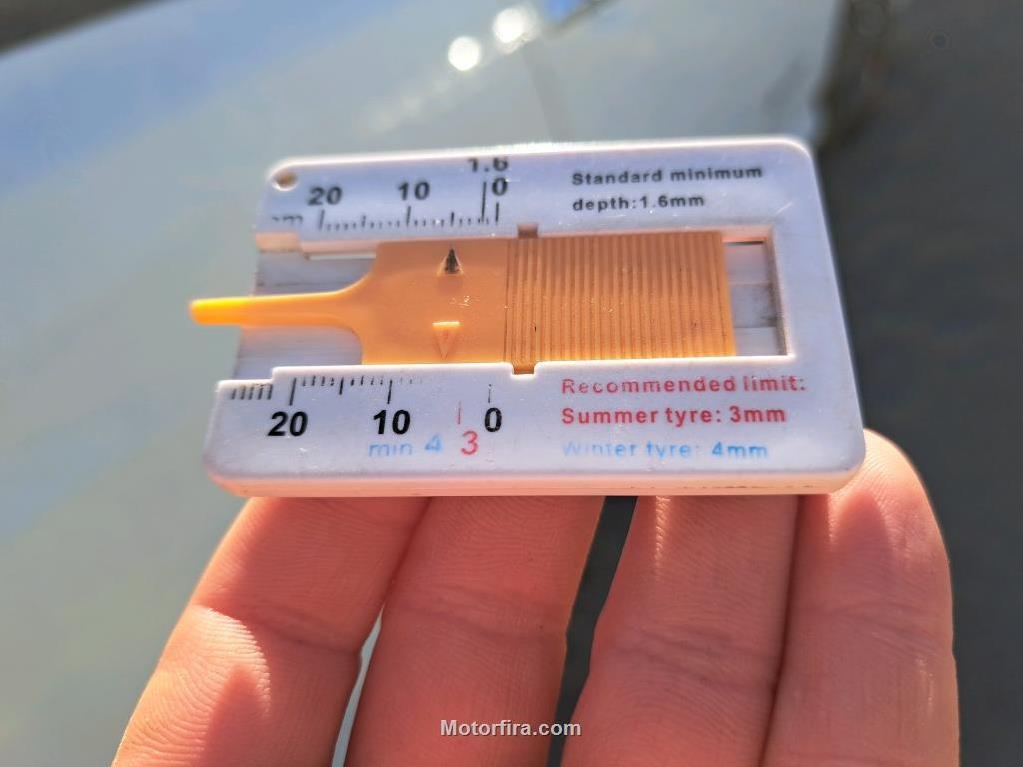 1.6
20 10 0
Standard minimum
depth:1.6mm
20 10 0
min 4 3
Recommended limit:
Summer tyre: 3mm
Winter tyre: 4mm
Motorfira.com